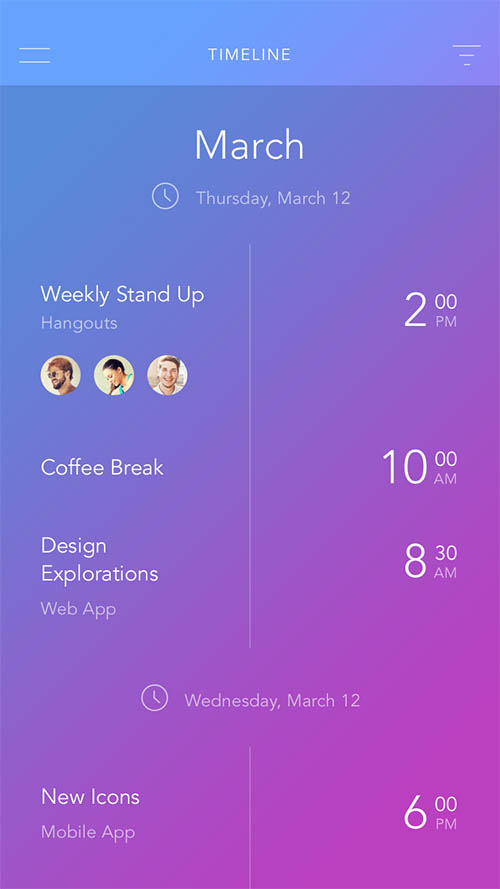 TIMELINE
March
Thursday, March 12
Weekly Stand Up
Hangouts
2 00 PM
Coffee Break
10 00 AM
Design
Explorations
Web App
8 30 AM
Wednesday, March 12
New Icons
Mobile App
6 00 PM